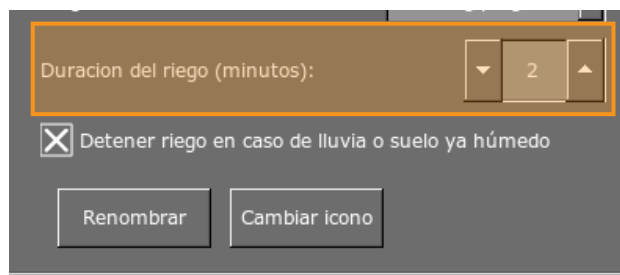 Duracion del riego (minutos):
2
Detener riego en caso de lluvia o suelo ya húmedo
Renombrar
Cambiar icono